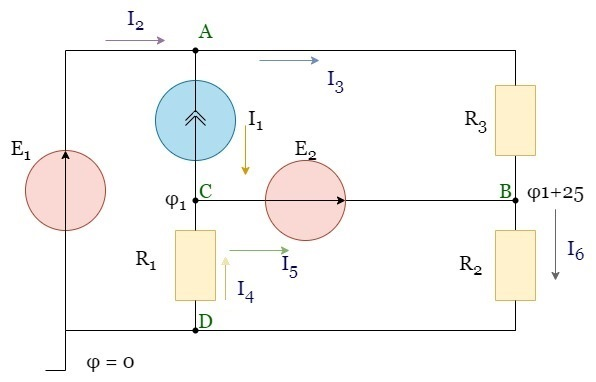 I₂
A
I₃
R₃
I₁
E₁
E₂
φ₁
C
B
φ1+25
R₁
I₅
R₂
I₆
I₄
D
φ = 0